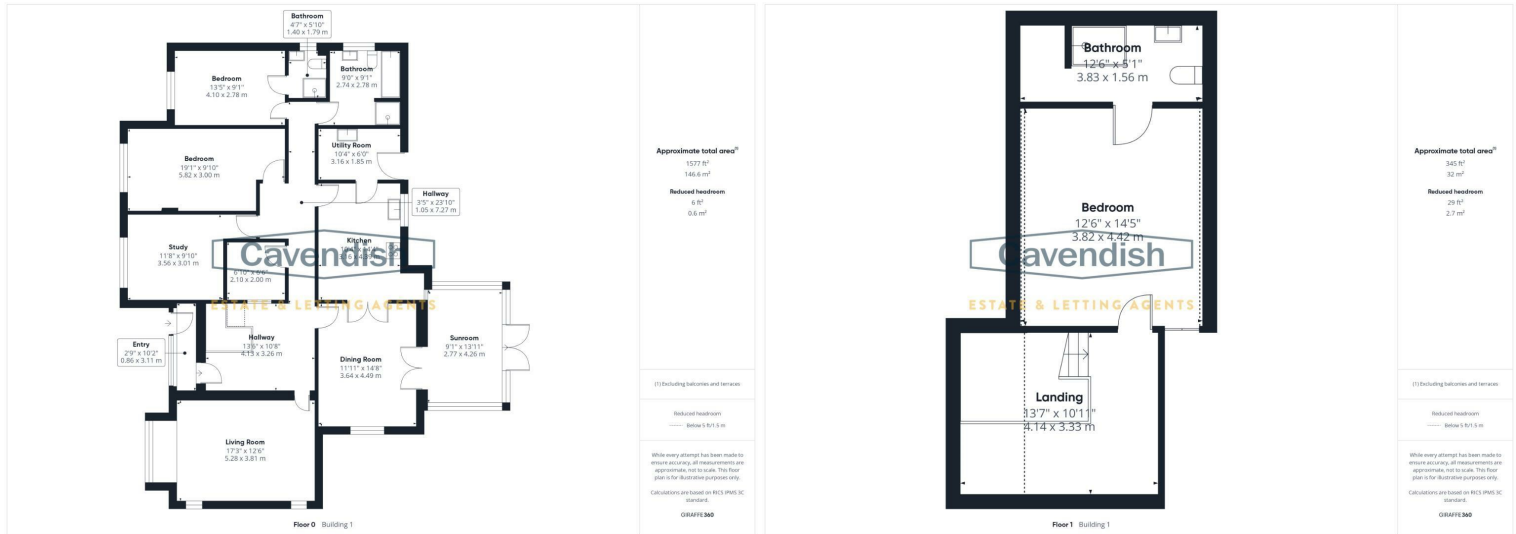 Bathroom
4'7" x 5'10"
1.40 x 1.79 m
Bedroom
13'5" x 9'1"
4.10 x 2.78 m
Bathroom
9'0" x 9'1"
2.74 x 2.78 m
Utility Room
10'4" x 6'0"
3.16 x 1.85 m
Bedroom
19'1" x 9'10"
5.82 x 3.00 m
Hallway
3'5" x 23'10"
1.05 x 7.27 m
Study
11'8" x 9'10"
3.56 x 3.01 m
Kitchen
6'10" x 6'6"
2.10 x 2.00 m
Cavendish
ESTATE & LETTING AGENTS
Entry
2'9" x 10'2"
0.86 x 3.11 m
Hallway
13'6" x 10'8"
4.13 x 3.26 m
Dining Room
11'11" x 14'8"
3.64 x 4.49 m
Sunroom
9'1" x 13'11"
2.77 x 4.26 m
Living Room
17'3" x 12'6"
5.28 x 3.81 m
Floor 0 Building 1
Approximate total area(1)
1577 ft²
146.6 m²
Reduced headroom
6 ft²
0.6 m²
(1) Excluding balconies and terraces
Reduced headroom
Below 5 ft/1.5 m
While every attempt has been made to
ensure accuracy, all measurements are
approximate, not to scale. This floor
plan is for illustrative purposes only.
Calculations are based on RICS IPMS 3C
standard.
GIRAFFE360
Bathroom
12'6" x 5'1"
3.83 x 1.56 m
Bedroom
12'6" x 14'5"
3.82 x 4.42 m
Cavendish
ESTATE & LETTING AGENTS
Landing
13'7" x 10'11"
4.14 x 3.33 m
Floor 1 Building 1
Approximate total area(1)
345 ft²
32 m²
Reduced headroom
29 ft²
2.7 m²
(1) Excluding balconies and terraces
Reduced headroom
Below 5 ft/1.5 m
While every attempt has been made to
ensure accuracy, all measurements are
approximate, not to scale. This floor
plan is for illustrative purposes only.
Calculations are based on RICS IPMS 3C
standard.
GIRAFFE360